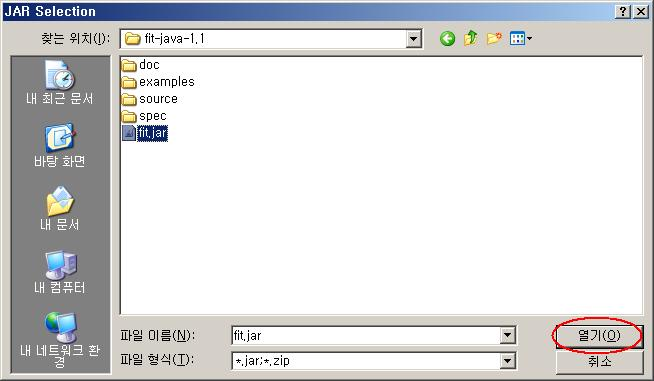 JAR Selection
찾는 위치(I):
fit-java-1.1
내 최근 문서
바탕 화면
내 문서
내 컴퓨터
내 네트워크 환
경
doc
examples
source
spec
fit.jar
파일 이름(N):
fit.jar
열기(O)
파일 형식(T):
*.jar;*.zip
취소